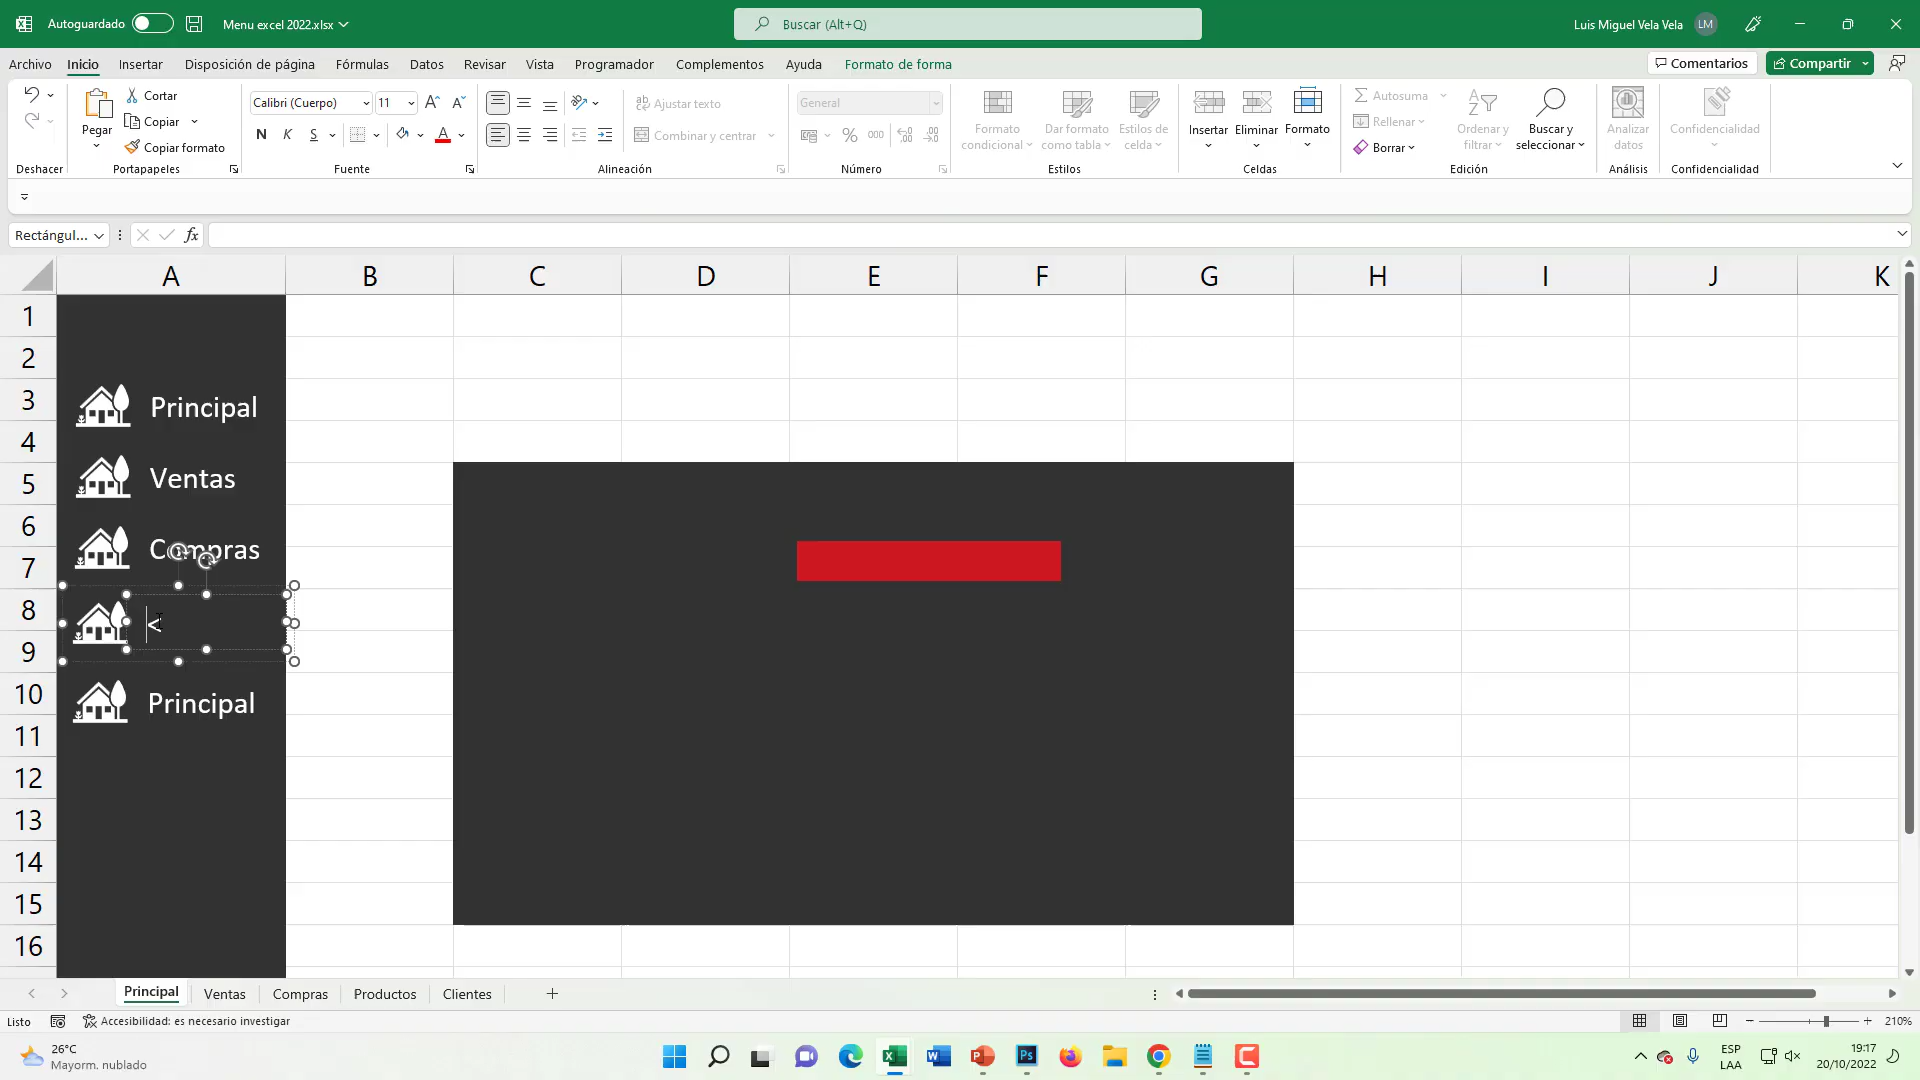 Autoguardado
Menu excel 2022.xlsx
Buscar (Alt+Q)
Luis Miguel Vela Vela
LM
Archivo
Inicio
Insertar
Disposición de página
Fórmulas
Datos
Revisar
Vista
Programador
Complementos
Ayuda
Formato de forma
Comentarios
Compartir
Pegar
Cortar
Copiar
Copiar formato
Calibri (Cuerpo)
11
N K S
Ajustar texto
Combinar y centrar
General
% 000
Formato condicional
Dar formato como tabla
Estilos de celda
Insertar
Eliminar
Formato
Autosuma
Rellenar
Borrar
Ordenar y filtrar
Buscar y seleccionar
Analizar datos
Confidencialidad
Deshacer
Portapapeles
Fuente
Alineación
Número
Estilos
Celdas
Edición
Análisis
Confidencialidad
Rectángul...
fx
A B C D E F G H I J K
1
2
3
4
5
6
7
8
9
10
11
12
13
14
15
16
Principal
Ventas
Compras
<
Principal
Principal
Ventas
Compras
Productos
Clientes
Listo
Accesibilidad: es necesario investigar
210%
26°C
Mayorm. nublado
ESP
LAA
19:17
20/10/2022